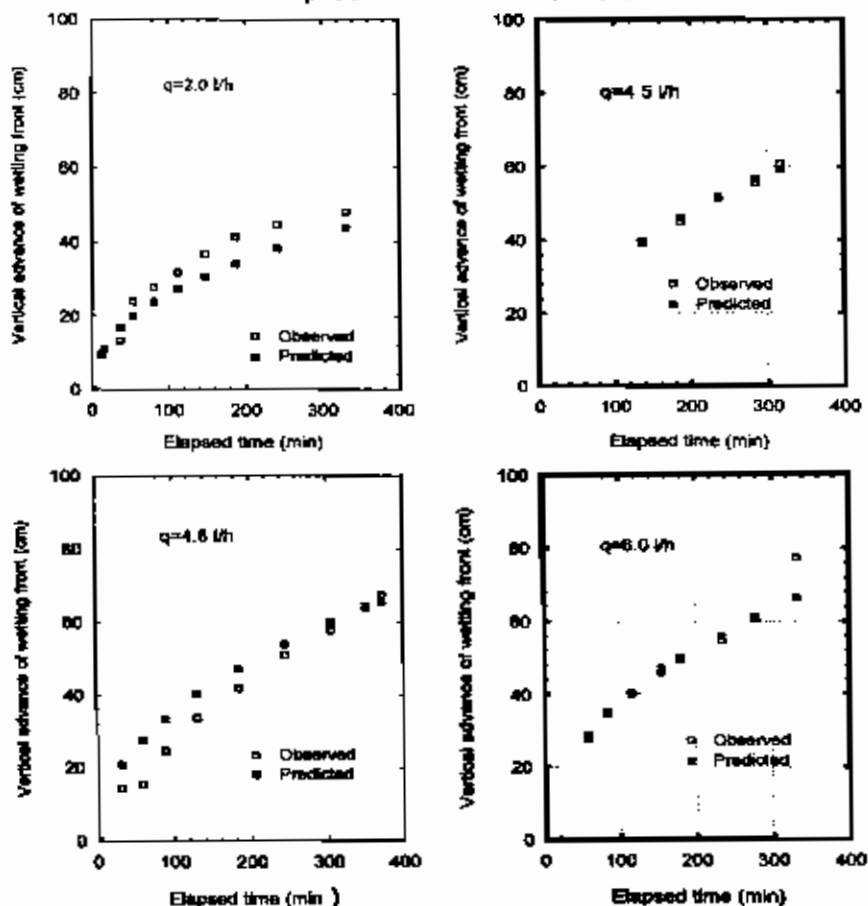 100
80
60
40
20
0
Vertical advance of wetting front (cm)
q=2.0 l/h
Observed
Predicted
0 100 200 300 400
Elapsed time (min)
100
80
60
40
20
0
Vertical advance of wetting front (cm)
q=4 5 l/h
Observed
Predicted
0 100 200 300 400
Elapsed time (min)
100
80
60
40
20
0
Vertical advance of wetting front (cm)
q=4.6 l/h
Observed
Predicted
0 100 200 300 400
Elapsed time (min)
100
80
60
40
20
0
Vertical advance of wetting front (cm)
q=6.0 l/h
Observed
Predicted
0 100 200 300 400
Elapsed time (min)